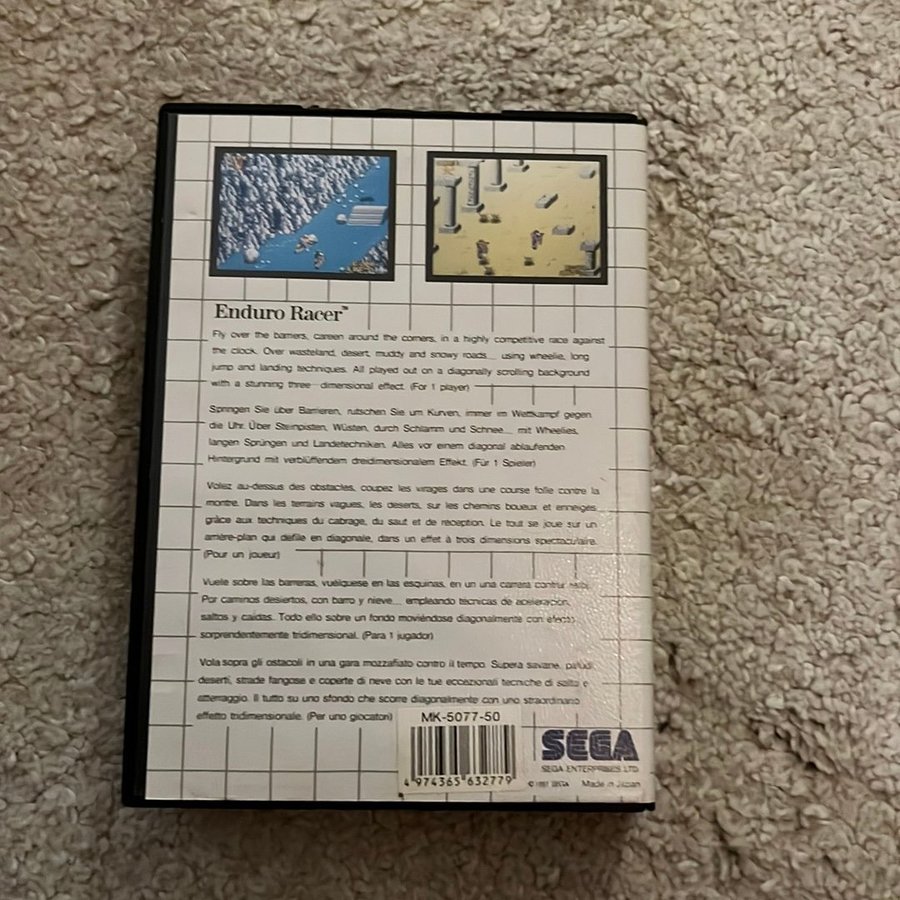 Enduro Racer™
Fly over the barriers, careen around the corners, in a highly competitive race against
the clock. Over wasteland, desert, muddy and snowy roads... using wheelie, long
jump and landing techniques. All played out on a diagonally scrolling background
with a stunning three-dimensional effect. (For 1 player)
Springen Sie über Barrieren, rutschen Sie um Kurven, immer im Wettkampf gegen
die Uhr. Über Steinpisten, Wüsten, durch Schlamm und Schnee... mit Wheelies,
langen Sprüngen und Landetechniken. Alles vor einem diagonal ablaufenden
Hintergrund mit verblüffendem dreidimensionalem Effekt. (Für 1 Spieler)
Volez au-dessus des obstacles, coupez les virages dans une course folle contre la
montre. Dans les terrains vagues, les deserts, sur les chemins boueux et enneigés
grâce aux techniques du cabrage, du saut et de réception. Le tout se joue sur un
arrière-plan qui défile en diagonale, dans un effet à trois dimensions spectaculaire.
(Pour un joueur)
Vuele sobre las barreras, vuélquese en las esquinas, en un una carrera contra reloj.
Por caminos desiertos, con barro y nieve... empleando técnicas de aceleración,
saltos y caídas. Todo ello sobre un fondo moviéndose diagonalmente con efecto
sorprendentemente tridimensional. (Para 1 jugador)
Vola sopra gli ostacoli in una gara mozzafiato contro il tempo. Supera savane, paludi
deserti, strade fangose e coperte di neve con le tue eccezionali tecniche di salto e
atterraggio. Il tutto su uno sfondo che scorre diagonalmente con uno straordinario
effetto tridimensionale. (Per uno giocatori)
MK-5077-50
4 974365 632779
SEGA
SEGA ENTERPRISES LTD.
© 1987 SEGA Made in Japan